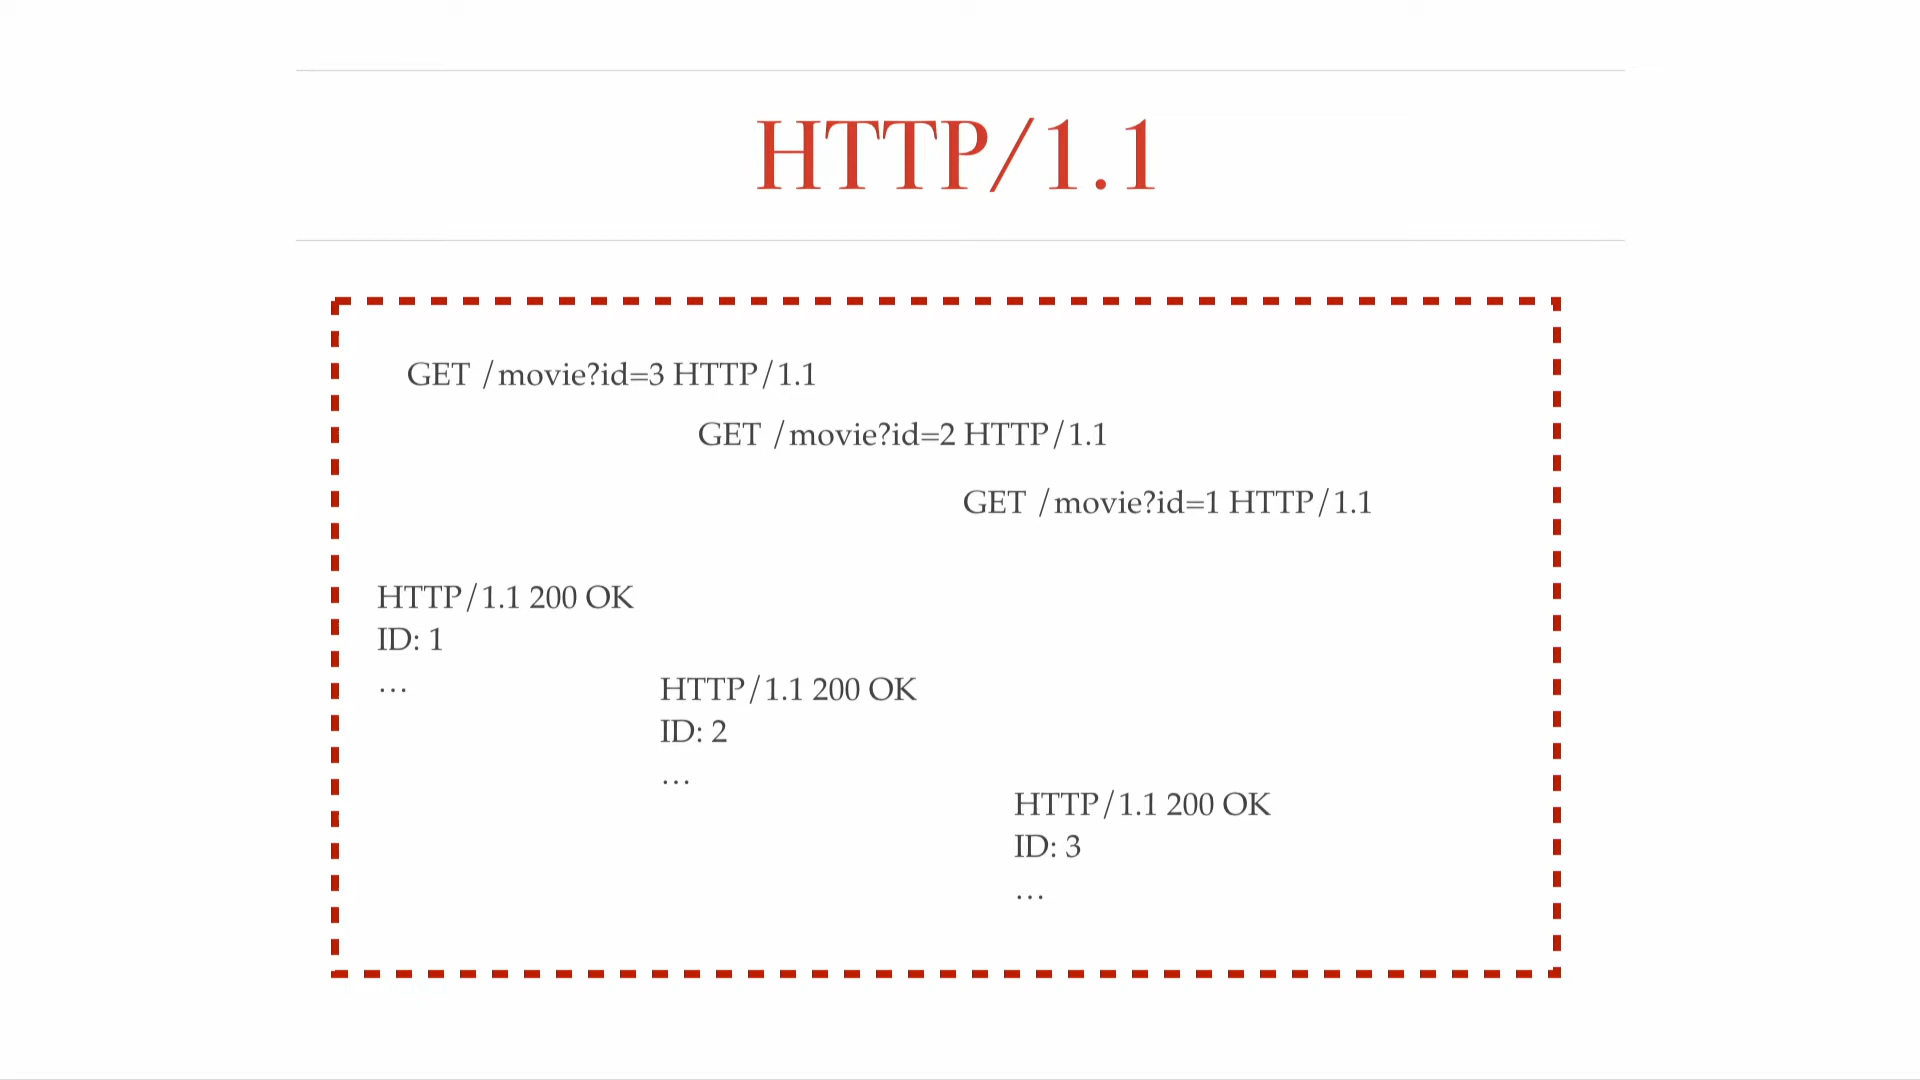 HTTP/1.1
GET /movie?id=3 HTTP/1.1
GET /movie?id=2 HTTP/1.1
GET /movie?id=1 HTTP/1.1
HTTP/1.1 200 OK
ID: 1
…
HTTP/1.1 200 OK
ID: 2
…
HTTP/1.1 200 OK
ID: 3
…